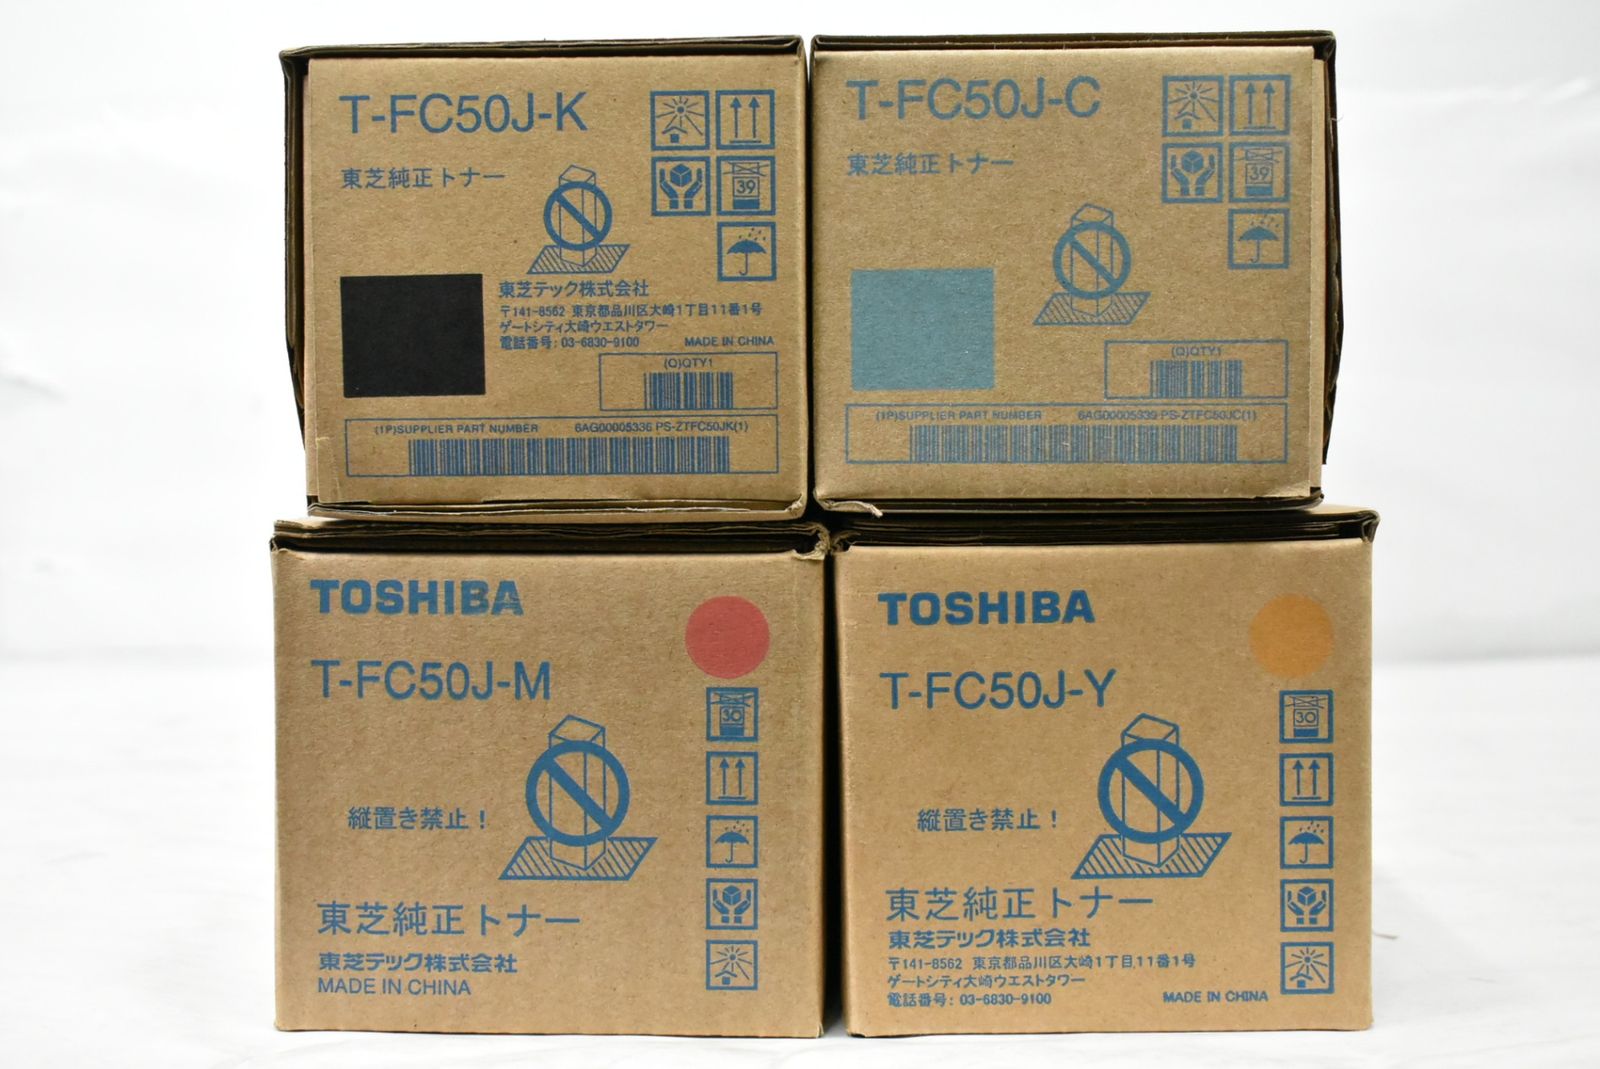 T-FC50J-K
東芝純正トナー
39
東芝テック株式会社
〒141-8562 東京都品川区大崎1丁目11番1号
ゲートシティ大崎ウエストタワー
電話番号:03-6830-9100 MADE IN CHINA
(Q)QTY1
(1P)SUPPLIER PART NUMBER 6AG00005336 PS-ZTFC50JK(1)
T-FC50J-C
東芝純正トナー
39
(Q)QTY1
(1P)SUPPLIER PART NUMBER 6AG00005339 PS-ZTFC50JC(1)
TOSHIBA
T-FC50J-M
30
縦置き禁止!
東芝純正トナー
東芝テック株式会社
MADE IN CHINA
TOSHIBA
T-FC50J-Y
30
縦置き禁止!
東芝純正トナー
東芝テック株式会社
〒141-8562 東京都品川区大崎1丁目11番1号
ゲートシティ大崎ウエストタワー
電話番号:03-6830-9100 MADE IN CHINA